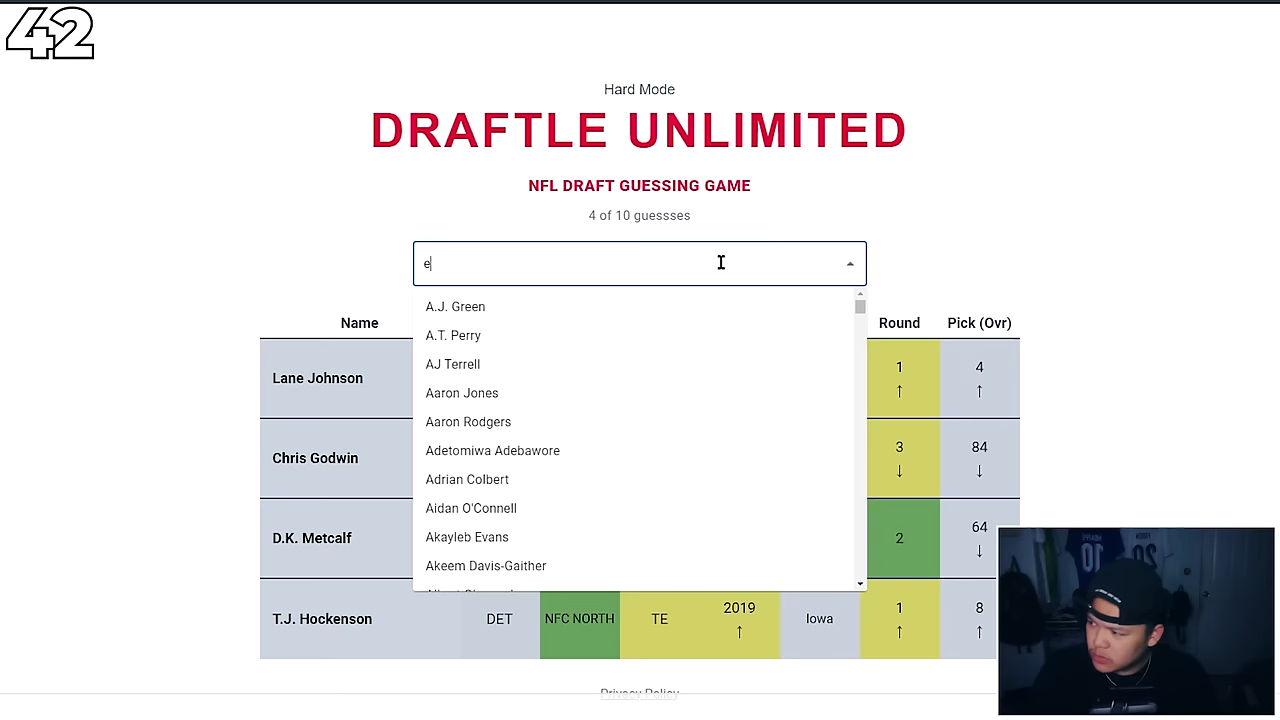 42
Hard Mode
DRAFTLE UNLIMITED
NFL DRAFT GUESSING GAME
4 of 10 guessses
e
A.J. Green
A.T. Perry
AJ Terrell
Aaron Jones
Aaron Rodgers
Adetomiwa Adebawore
Adrian Colbert
Aidan O'Connell
Akayleb Evans
Akeem Davis-Gaither
Name Round Pick (Ovr)
Lane Johnson 1 ↑ 4 ↑
Chris Godwin 3 ↓ 84 ↓
D.K. Metcalf 2 64 ↓
T.J. Hockenson DET NFC NORTH TE 2019 ↑ Iowa 1 ↑ 8 ↑
Privacy Policy